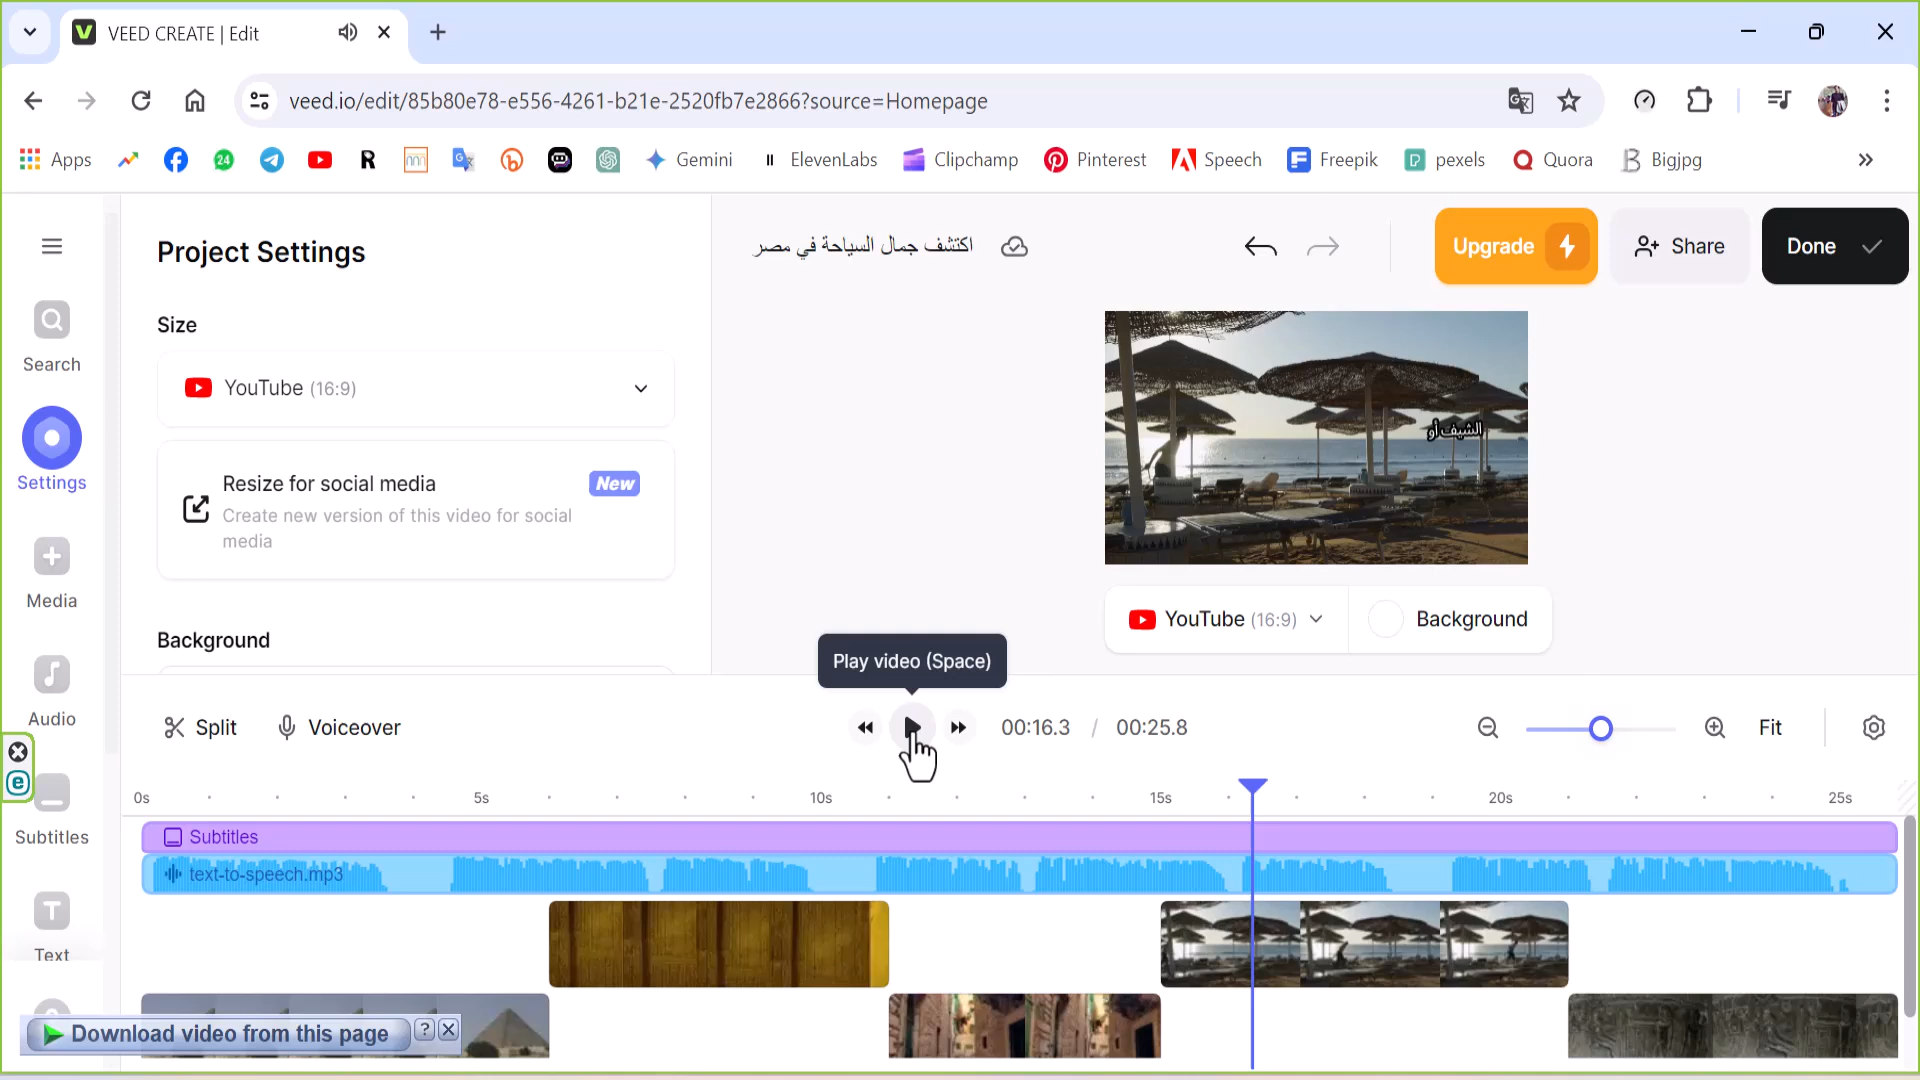 VEED CREATE | Edit
veed.io/edit/85b80e78-e556-4261-b21e-2520fb7e2866?source=Homepage
Apps
24
R
Gemini
ElevenLabs
Clipchamp
Pinterest
Speech
Freepik
pexels
Quora
Bigjpg
Project Settings
اكتشف جمال السياحة في مصر
Upgrade
Share
Done
Search
Settings
Media
Audio
Subtitles
Text
Size
YouTube (16:9)
Resize for social media
New
Create new version of this video for social
media
Background
الشيف أو
YouTube (16:9)
Background
Play video (Space)
Split
Voiceover
00:16.3 / 00:25.8
Fit
0s
5s
10s
15s
20s
25s
Subtitles
text-to-speech.mp3
Download video from this page
?